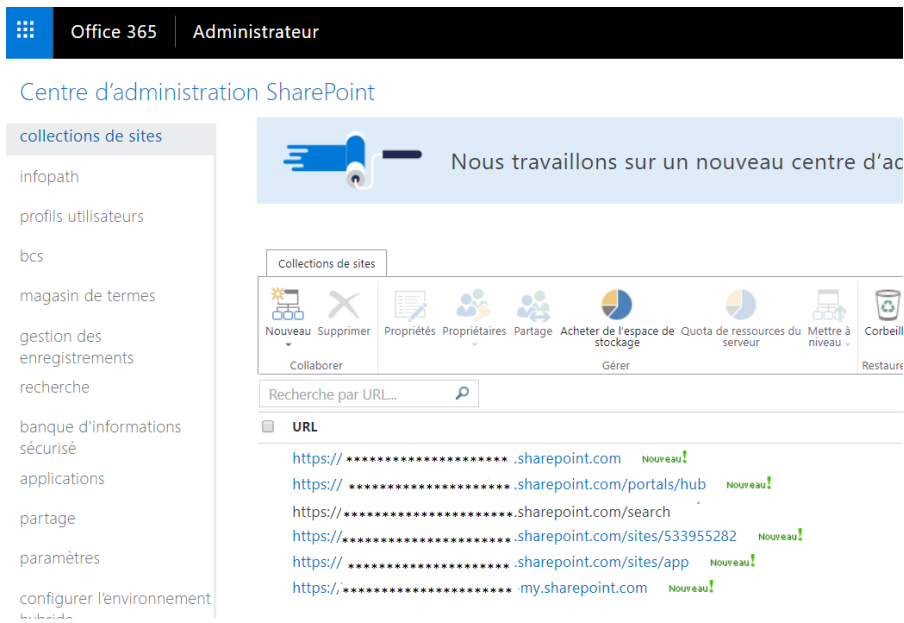 Office 365 Administrateur
Centre d'administration SharePoint
collections de sites
infopath
profils utilisateurs
bcs
magasin de termes
gestion des
enregistrements
recherche
banque d'informations
sécurisé
applications
partage
paramètres
configurer l'environnement
Nous travaillons sur un nouveau centre d'ad
Collections de sites
Nouveau Supprimer Propriétés Propriétaires Partage Acheter de l'espace de Quota de ressources du Mettre à Corbeill
stockage serveur niveau
Collaborer Gérer Restaure
Recherche par URL...
URL
https:// ********************* .sharepoint.com Nouveau!
https:// ********************* .sharepoint.com/portals/hub Nouveau!
https://**********************.sharepoint.com/search
https://**********************.sharepoint.com/sites/533955282 Nouveau!
https:// ********************* .sharepoint.com/sites/app Nouveau!
https:/ ********************** -my.sharepoint.com Nouveau!